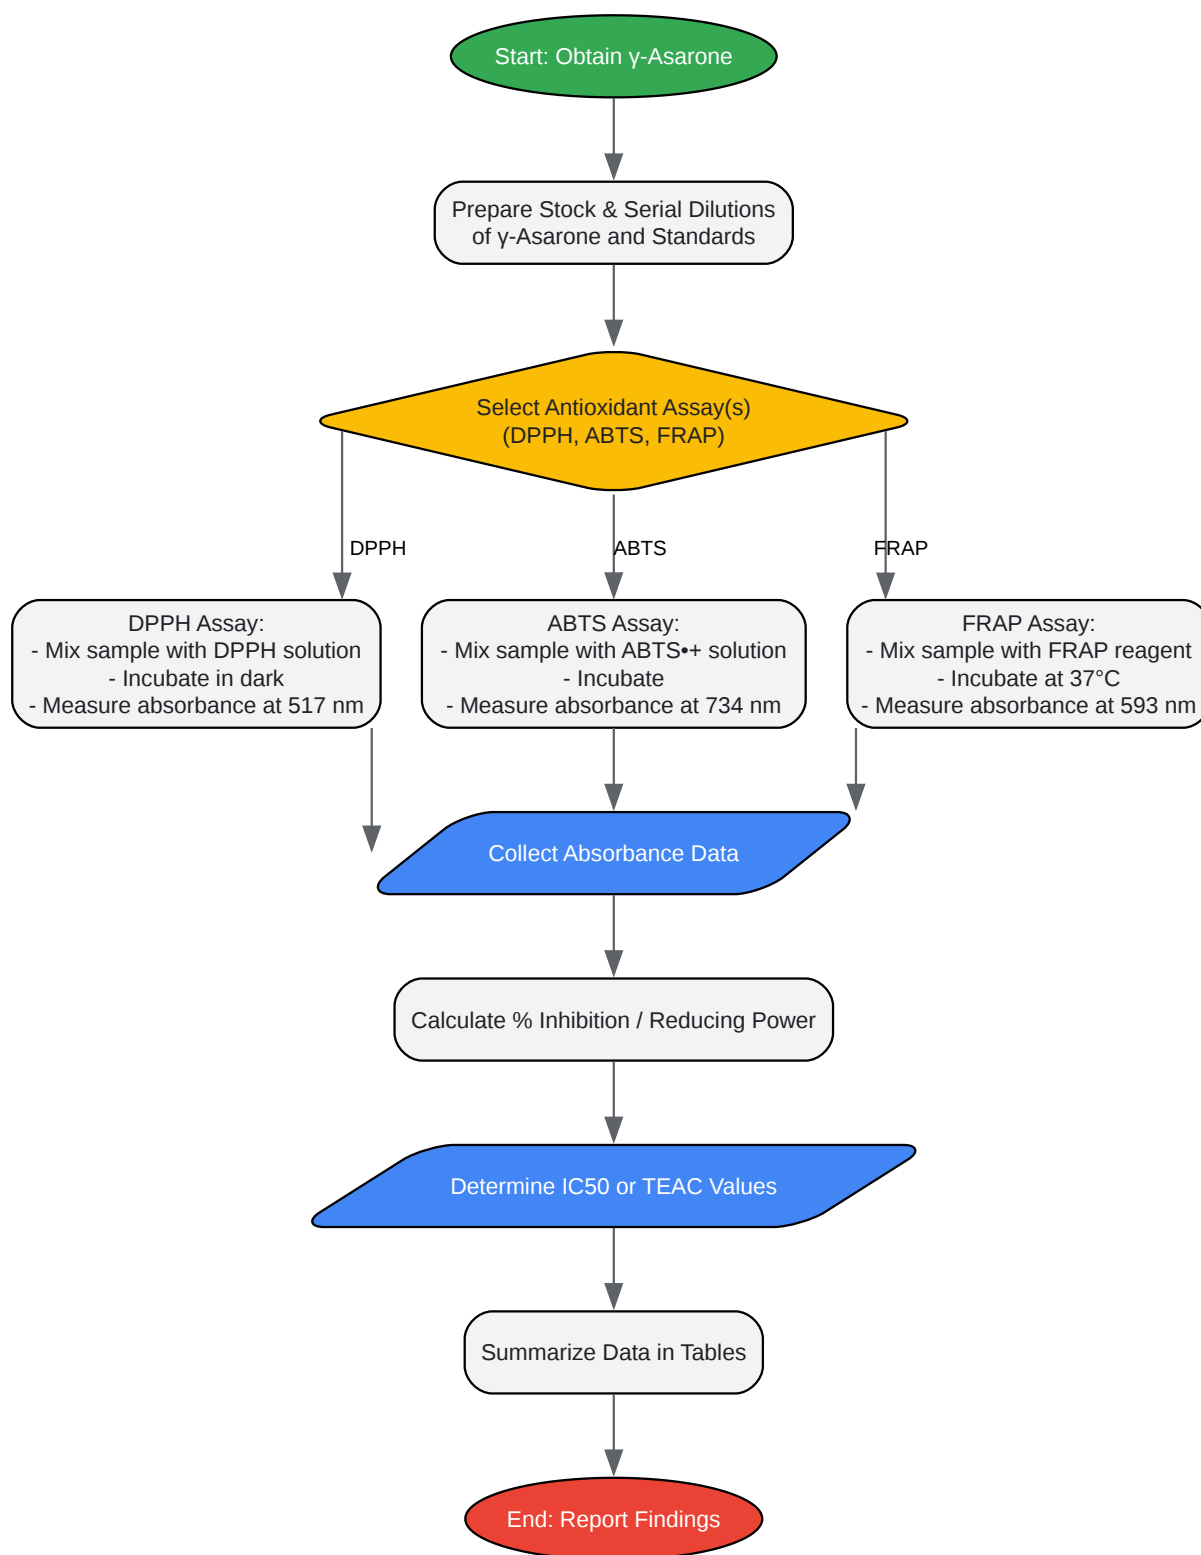 Start: Obtain γ-Asarone
Prepare Stock & Serial Dilutions
of γ-Asarone and Standards
Select Antioxidant Assay(s)
(DPPH, ABTS, FRAP)
DPPH
ABTS
FRAP
DPPH Assay:
- Mix sample with DPPH solution
- Incubate in dark
- Measure absorbance at 517 nm
ABTS Assay:
- Mix sample with ABTS•+ solution
- Incubate
- Measure absorbance at 734 nm
FRAP Assay:
- Mix sample with FRAP reagent
- Incubate at 37°C
- Measure absorbance at 593 nm
Collect Absorbance Data
Calculate % Inhibition / Reducing Power
Determine IC50 or TEAC Values
Summarize Data in Tables
End: Report Findings